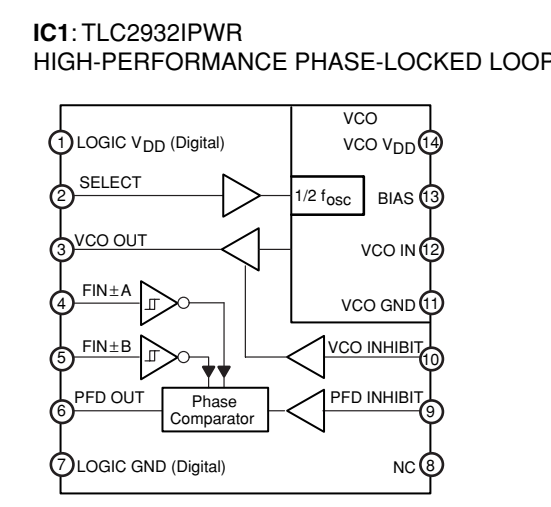 IC1: TLC2932IPWR
HIGH-PERFORMANCE PHASE-LOCKED LOOP
VCO
1 LOGIC VDD (Digital)
VCO VDD 14
2 SELECT
1/2 fosc
BIAS 13
3 VCO OUT
VCO IN 12
4 FIN±A
VCO GND 11
5 FIN±B
VCO INHIBIT 10
6 PFD OUT
Phase
Comparator
PFD INHIBIT 9
7 LOGIC GND (Digital)
NC 8